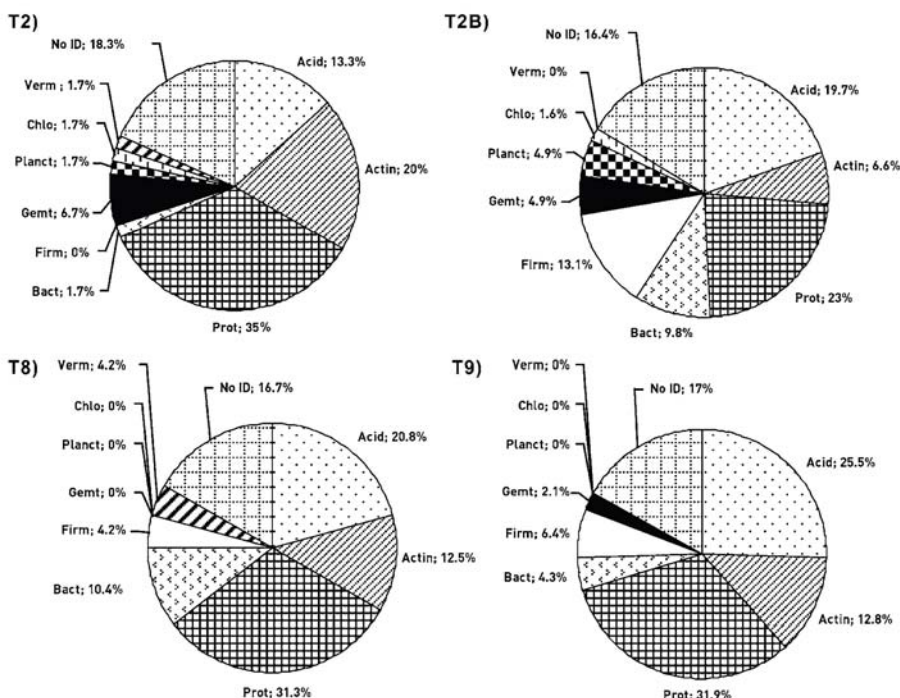 T2)
No ID; 18.3%
Acid; 13.3%
Verm ; 1.7%
Chlo; 1.7%
Planct; 1.7%
Gemt; 6.7%
Firm; 0%
Bact; 1.7%
Actin; 20%
Prot; 35%
T2B)
No ID; 16.4%
Verm; 0%
Acid; 19.7%
Chlo; 1.6%
Planct; 4.9%
Actin; 6.6%
Gemt; 4.9%
Firm; 13.1%
Prot; 23%
Bact; 9.8%
T8)
Verm; 4.2%
No ID; 16.7%
Chlo; 0%
Acid; 20.8%
Planct; 0%
Gemt; 0%
Firm; 4.2%
Actin; 12.5%
Bact; 10.4%
Prot; 31.3%
T9)
Verm; 0%
No ID; 17%
Chlo; 0%
Planct; 0%
Acid; 25.5%
Gemt; 2.1%
Firm; 6.4%
Bact; 4.3%
Actin; 12.8%
Prot; 31.9%